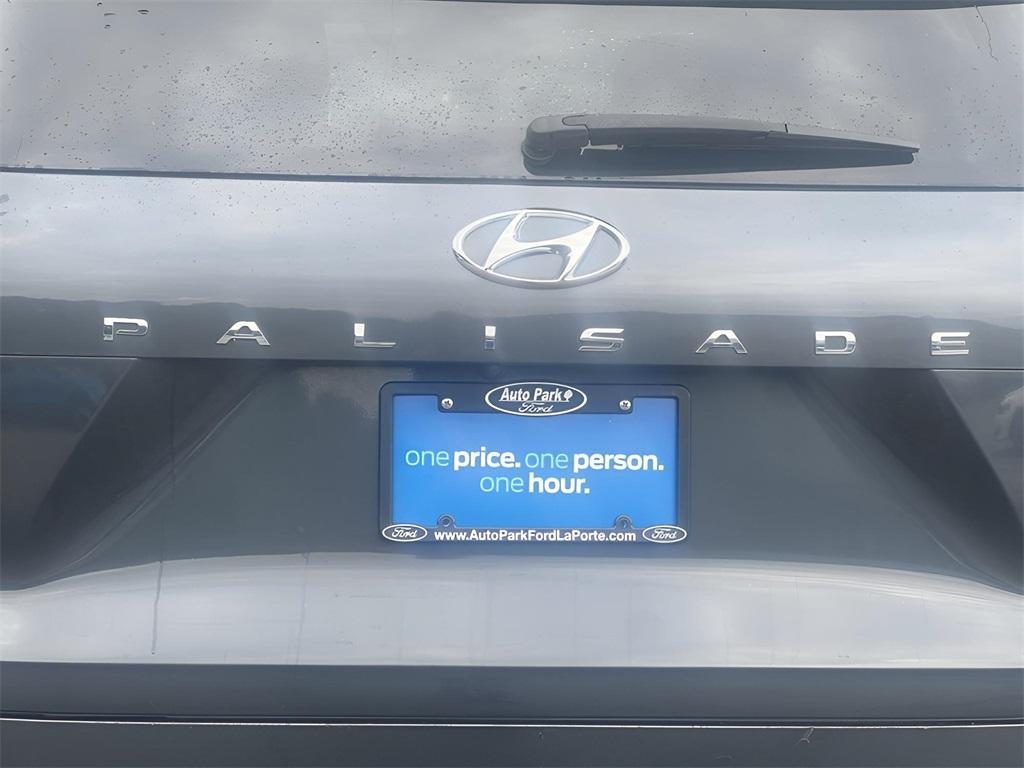 PALISADE
Auto Park
Ford
one price. one person.
one hour.
Ford www.AutoParkFordLaPorte.com Ford